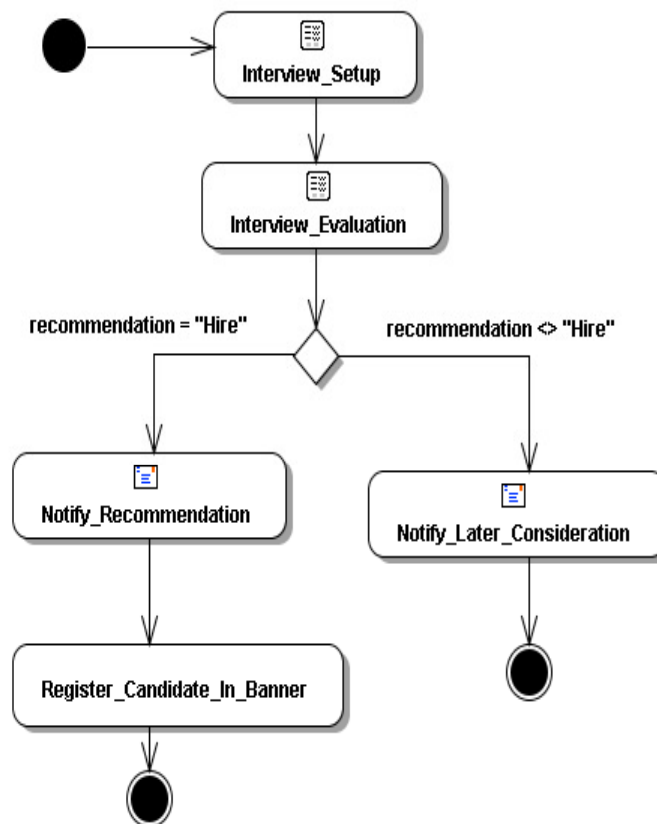 Interview_Setup
Interview_Evaluation
recommendation = "Hire"
recommendation <> "Hire"
Notify_Recommendation
Notify_Later_Consideration
Register_Candidate_In_Banner